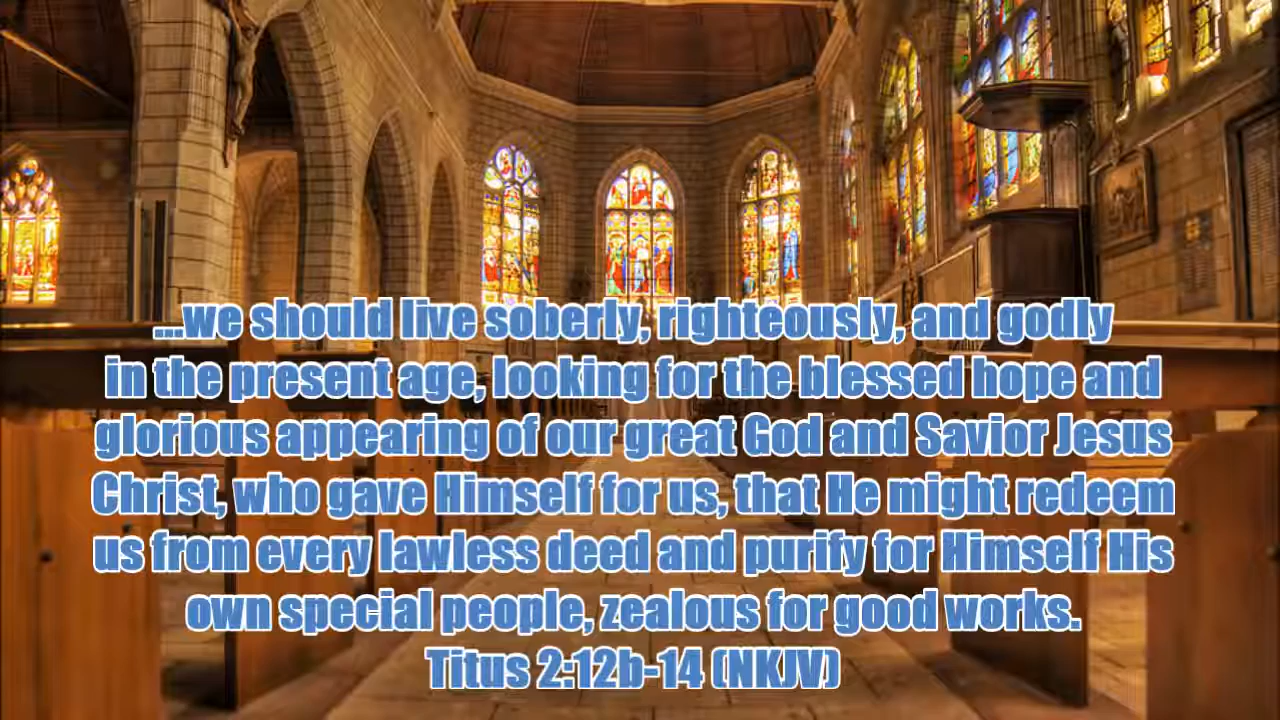 ...we should live soberly, righteously, and godly
in the present age, looking for the blessed hope and
glorious appearing of our great God and Savior Jesus
Christ, who gave Himself for us, that He might redeem
us from every lawless deed and purify for Himself His
own special people, zealous for good works.
Titus 2:12b-14 (NKJV)